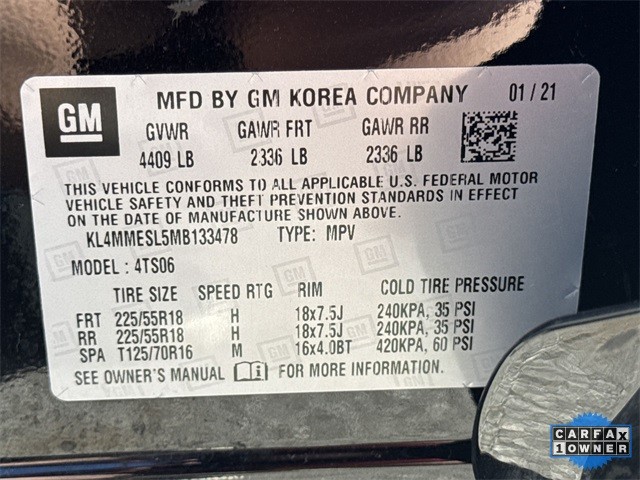 GM
MFD BY GM KOREA COMPANY 01/21
GVWR GAWR FRT GAWR RR
4409 LB 2336 LB 2336 LB
THIS VEHICLE CONFORMS TO ALL APPLICABLE U.S. FEDERAL MOTOR
VEHICLE SAFETY AND THEFT PREVENTION STANDARDS IN EFFECT
ON THE DATE OF MANUFACTURE SHOWN ABOVE.
KL4MMESL5MB133478 TYPE: MPV
MODEL: 4TS06
TIRE SIZE SPEED RTG RIM COLD TIRE PRESSURE
FRT 225/55R18 H 18x7.5J 240KPA, 35 PSI
RR 225/55R18 H 18x7.5J 240KPA, 35 PSI
SPA T125/70R16 M 16x4.0BT 420KPA, 60 PSI
SEE OWNER'S MANUAL i FOR MORE INFORMATION.
CARFAX
1OWNER